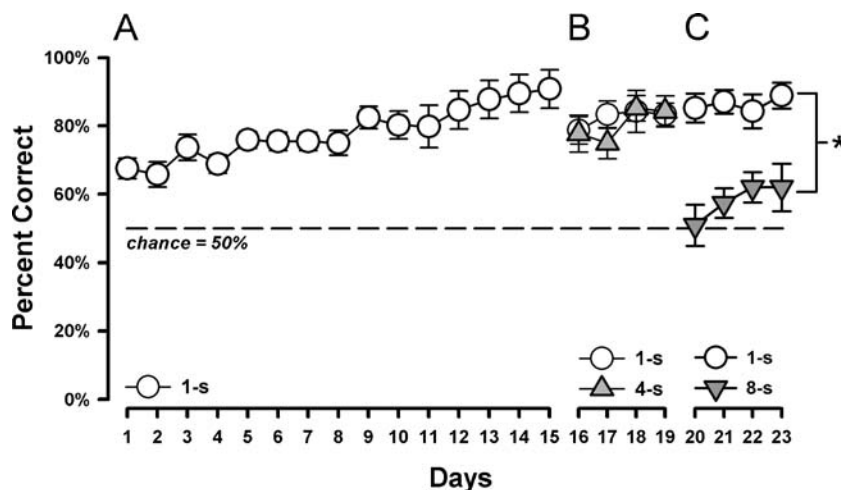 A B C
100%
80%
60%
40%
20%
0%
Percent Correct
*
chance = 50%
1-s
1-s
4-s
1-s
8-s
1 2 3 4 5 6 7 8 9 10 11 12 13 14 15 16 17 18 19 20 21 22 23
Days